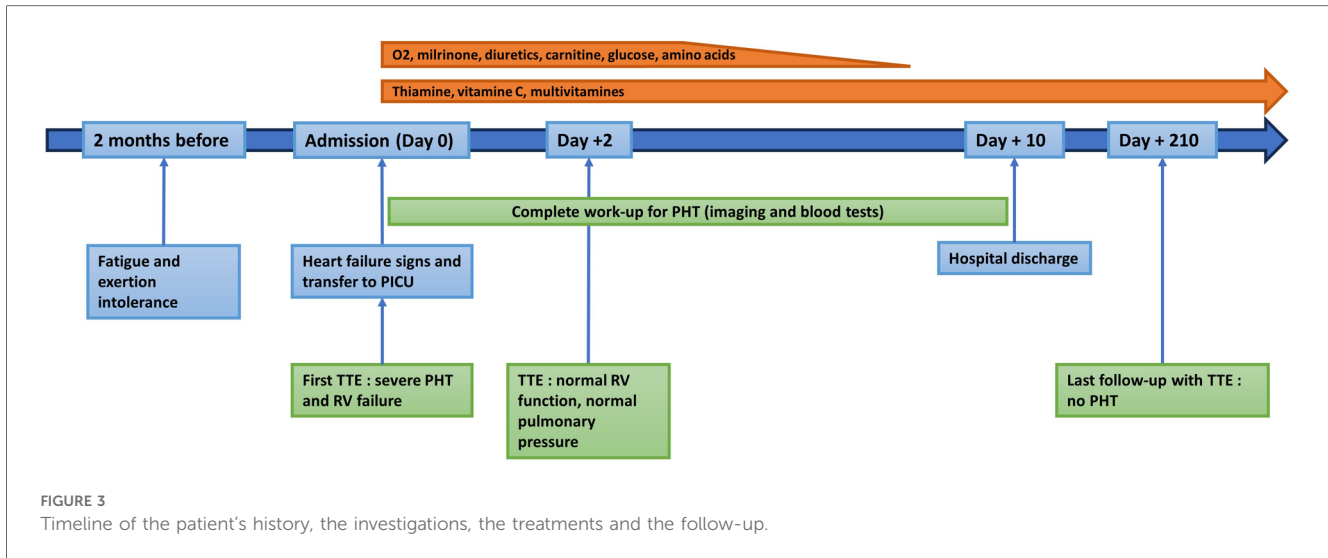 O2, milrinone, diuretics, carnitine, glucose, amino acids
Thiamine, vitamine C, multivitamines
2 months before
Admission (Day 0)
Day +2
Day + 10
Day + 210
Complete work-up for PHT (imaging and blood tests)
Fatigue and
exertion
intolerance
Heart failure signs and
transfer to PICU
Hospital discharge
First TTE : severe PHT
and RV failure
TTE : normal RV
function, normal
pulmonary
pressure
Last follow-up with TTE :
no PHT
FIGURE 3
Timeline of the patient's history, the investigations, the treatments and the follow-up.